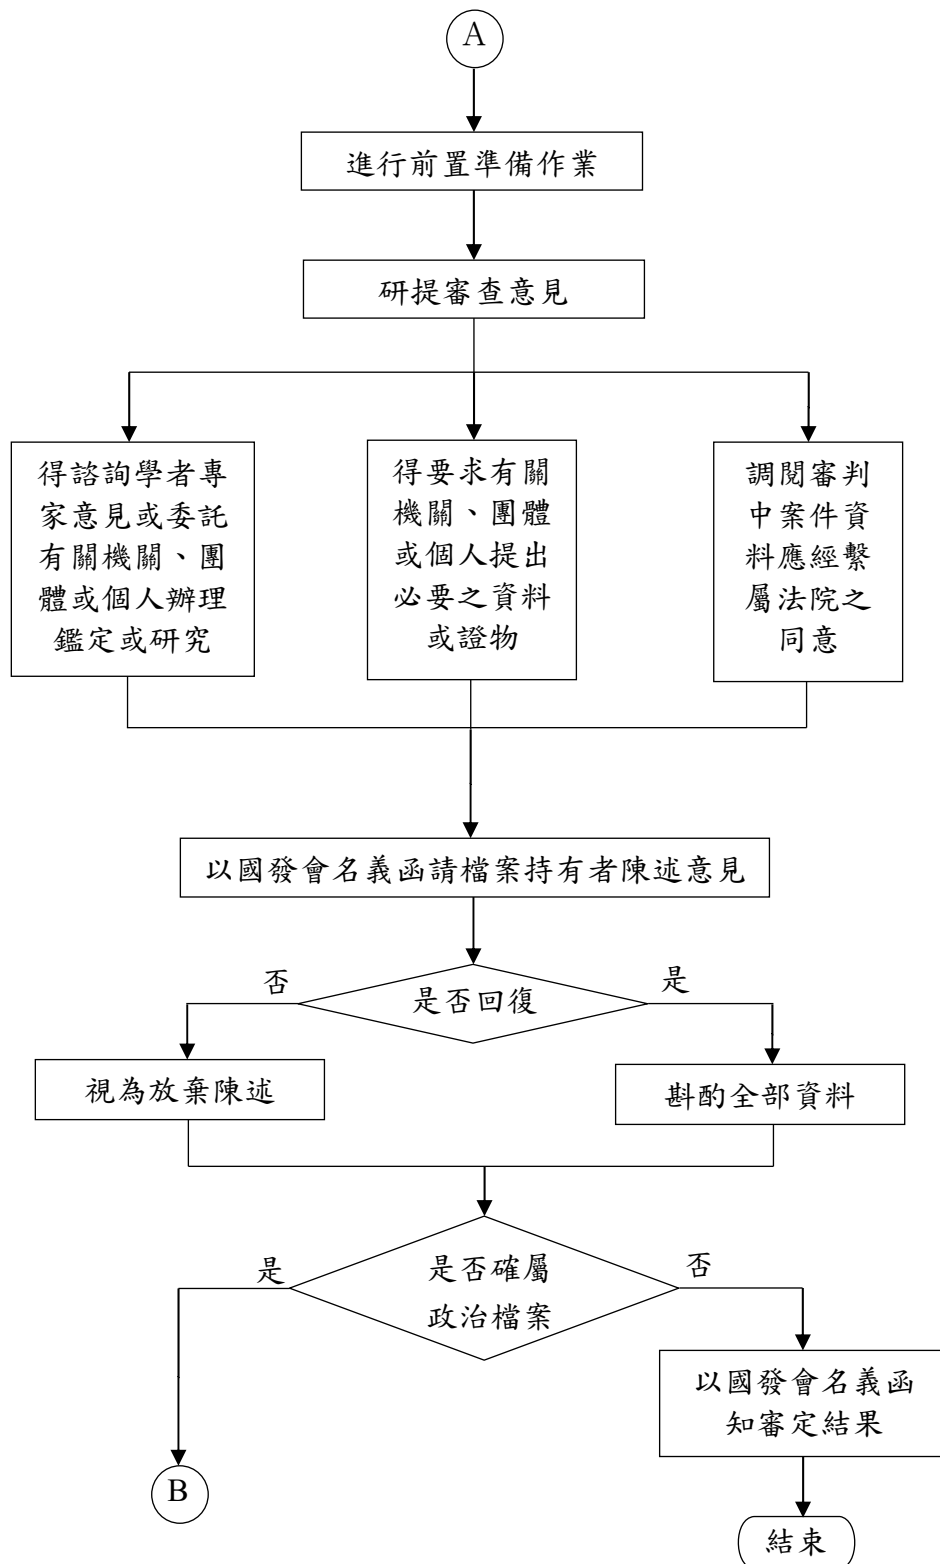 A
進行前置準備作業
研提審查意見
得諮詢學者專
家意見或委託
有關機關、團
體或個人辦理
鑑定或研究
得要求有關
機關、團體
或個人提出
必要之資料
或證物
調閱審判
中案件資
料應經繫
屬法院之
同意
以國發會名義函請檔案持有者陳述意見
否
是否回復
是
視為放棄陳述
斟酌全部資料
是
是否確屬
政治檔案
否
以國發會名義函
知審定結果
B
結束